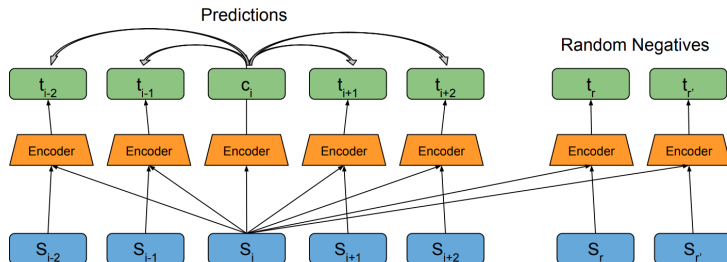 Predictions
Random Negatives
t_{i-2} t_{i-1} c_i t_{i+1} t_{i+2} t_r t_{r'}
Encoder Encoder Encoder Encoder Encoder Encoder Encoder
S_{i-2} S_{i-1} S_i S_{i+1} S_{i+2} S_r S_{r'}